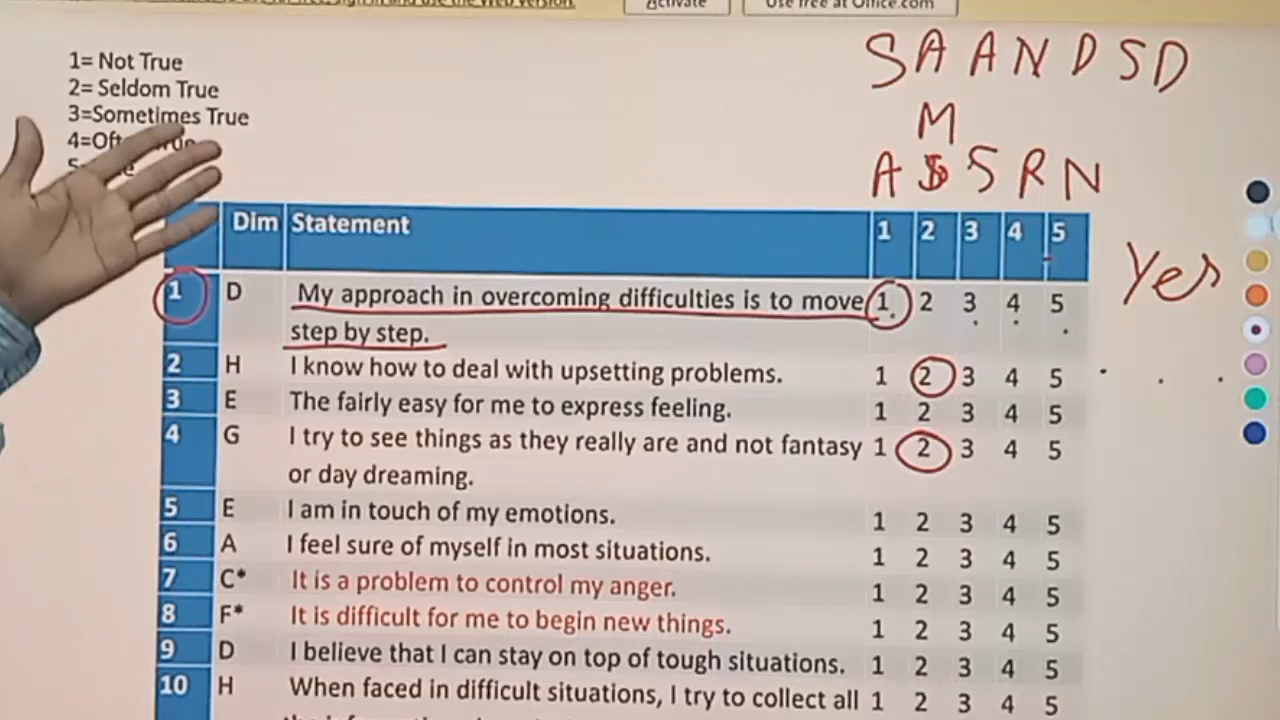 Activate Use free at Office.com
1= Not True
2= Seldom True
3=Sometimes True
SAANDSD
M
A S R N
Dim Statement 1 2 3 4 5
1 D My approach in overcoming difficulties is to move 1 2 3 4 5
step by step.
Yes
2 H I know how to deal with upsetting problems. 1 2 3 4 5
3 E The fairly easy for me to express feeling. 1 2 3 4 5
4 G I try to see things as they really are and not fantasy 1 2 3 4 5
or day dreaming.
5 E I am in touch of my emotions. 1 2 3 4 5
6 A I feel sure of myself in most situations. 1 2 3 4 5
7 C* It is a problem to control my anger. 1 2 3 4 5
8 F* It is difficult for me to begin new things. 1 2 3 4 5
9 D I believe that I can stay on top of tough situations. 1 2 3 4 5
10 H When faced in difficult situations, I try to collect all 1 2 3 4 5